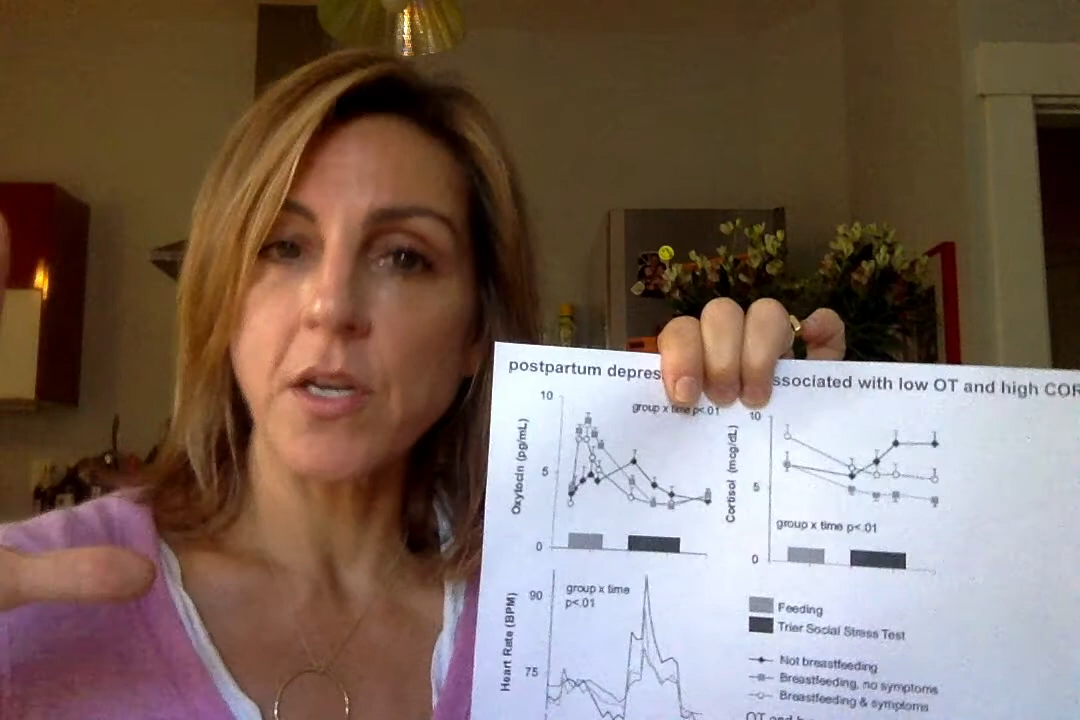 postpartum depres ssociated with low OT and high COR
10
group x time p<.01
Oxytocin (pg/mL)
5
0
10
Cortisol (mcg/dL)
5
group x time p<.01
0
90
group x time
p<.01
Heart Rate (BPM)
75
Feeding
Trier Social Stress Test
Not breastfeeding
Breastfeeding, no symptoms
Breastfeeding & symptoms